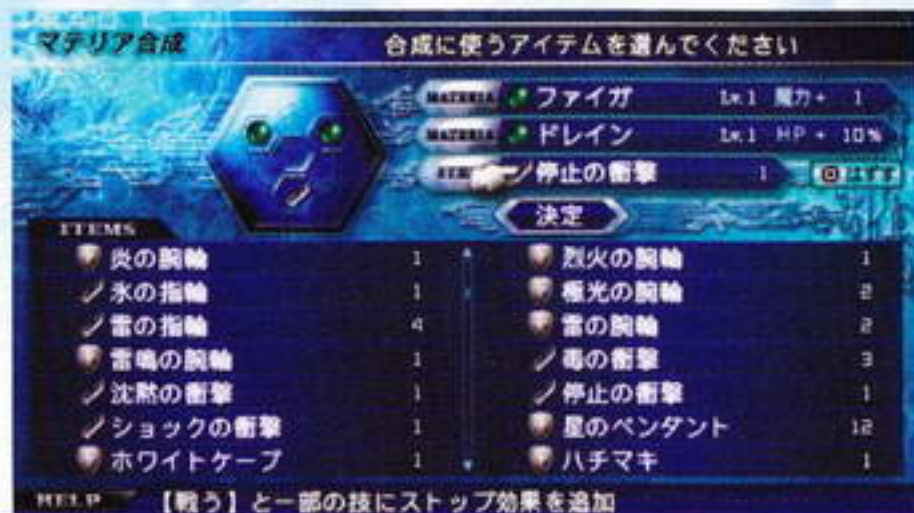 マテリア合成
合成に使うアイテムを選んでください
MATERIA ファイガ Lv.1 魔力+ 1
MATERIA ドレイン Lv.1 HP + 10%
ITEM 停止の衝撃 1 はずす
決定
ITEMS
炎の腕輪 1 烈火の腕輪 1
氷の指輪 1 極光の腕輪 2
雷の指輪 4 雷の腕輪 2
雷鳴の腕輪 1 毒の衝撃 3
沈黙の衝撃 1 停止の衝撃 1
ショックの衝撃 1 星のペンダント 12
ホワイトケープ 1 ハチマキ 1
HELP 【戦う】と一部の技にストップ効果を追加